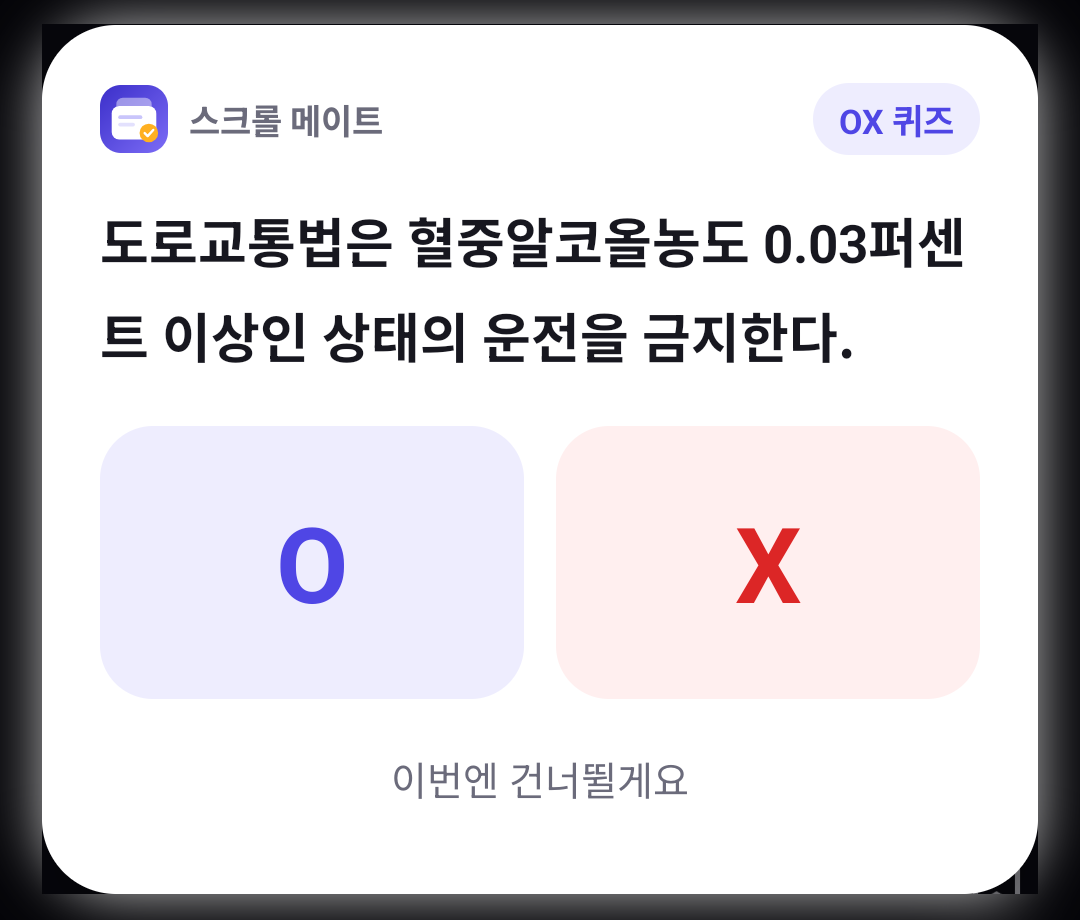 스크롤 메이트
OX 퀴즈
도로교통법은 혈중알코올농도 0.03퍼센
트 이상인 상태의 운전을 금지한다.
O
X
이번엔 건너뛸게요